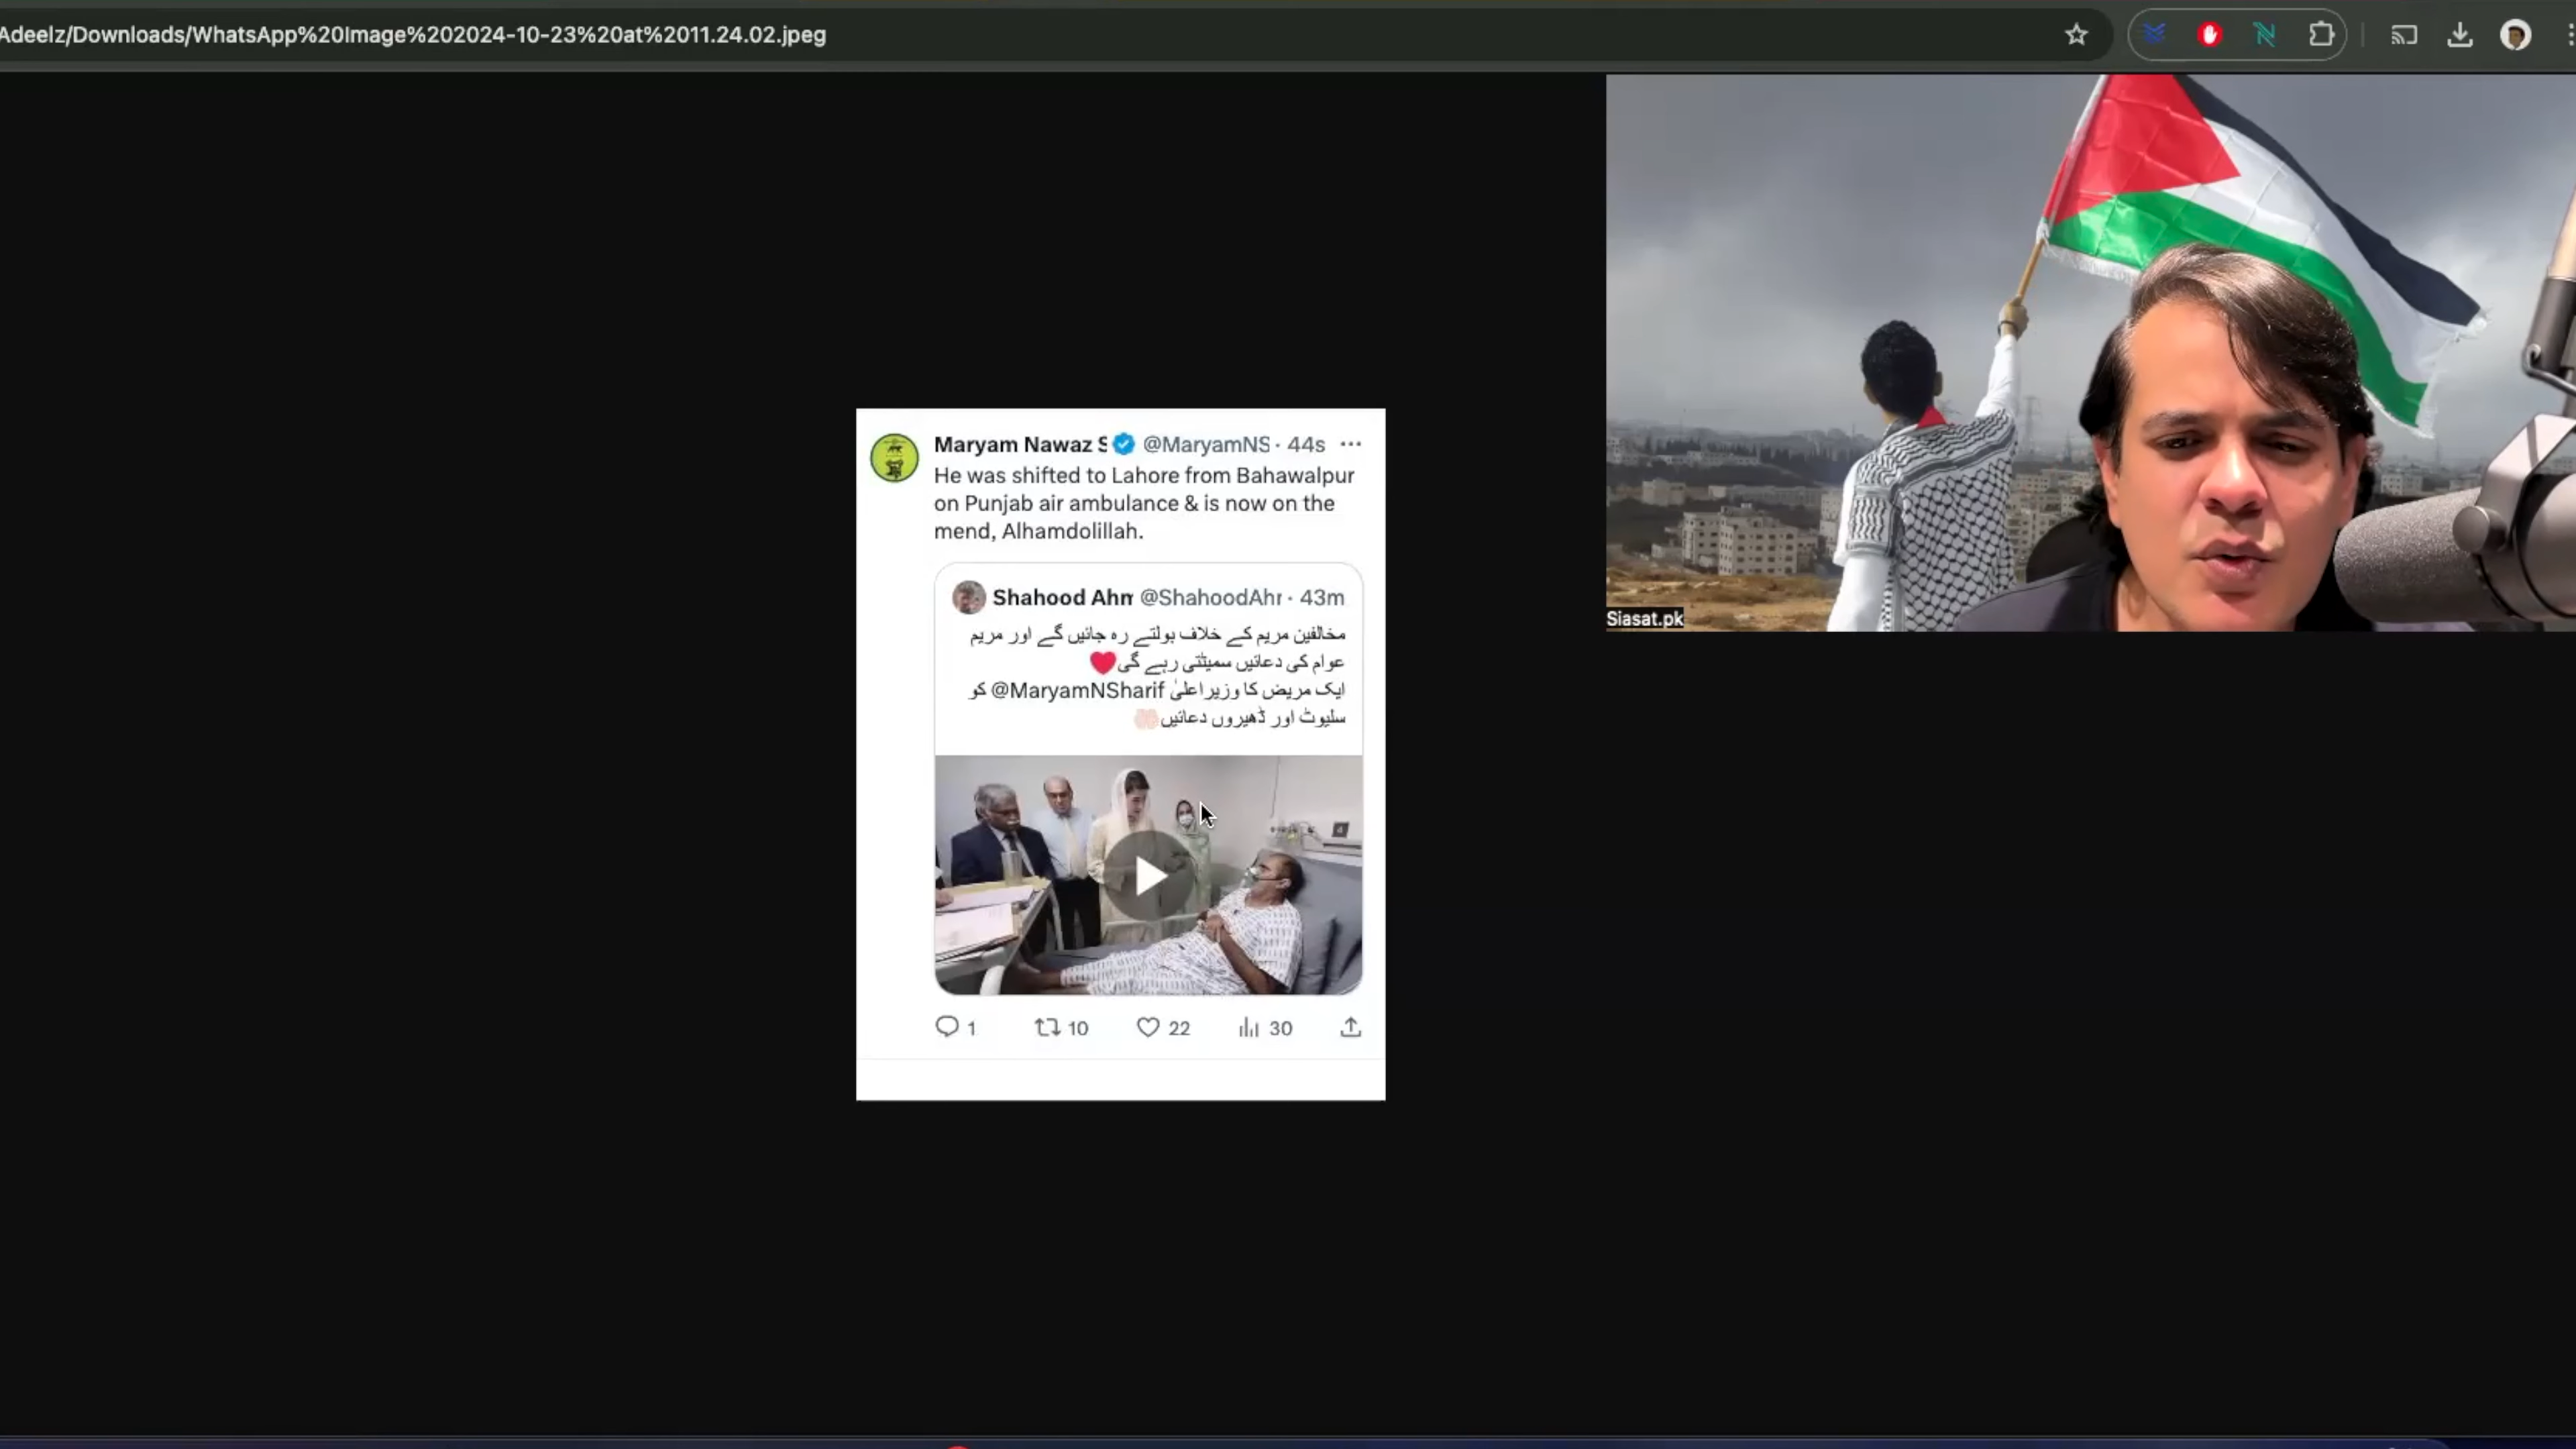 Adeelz/Downloads/WhatsApp%20Image%202024-10-23%20at%2011.24.02.jpeg
Siasat.pk
Maryam Nawaz S @MaryamNS · 44s
He was shifted to Lahore from Bahawalpur
on Punjab air ambulance & is now on the
mend, Alhamdolillah.
Shahood Ahm @ShahoodAhr · 43m
مخالفین مریم کے خلاف بولتے رہ جائیں گے اور مریم
عوام کی دعائیں سمیٹتی رہے گی❤️
ایک مریض کا وزیراعلیٰ @MaryamNSharif کو
سلیوٹ اور ڈھیروں دعائیں🤲🏻
1 10 22 30